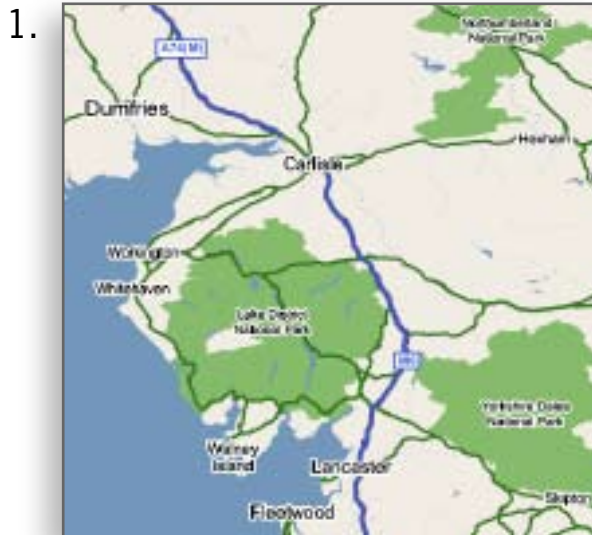 1.
Northumberland
National Park
A74(M)
Dumfries
Hexham
Carlisle
Workington
Whitehaven
Lake District
National Park
M6
Yorkshire Dales
National Park
Walney
Island
Lancaster
Skipton
Fleetwood